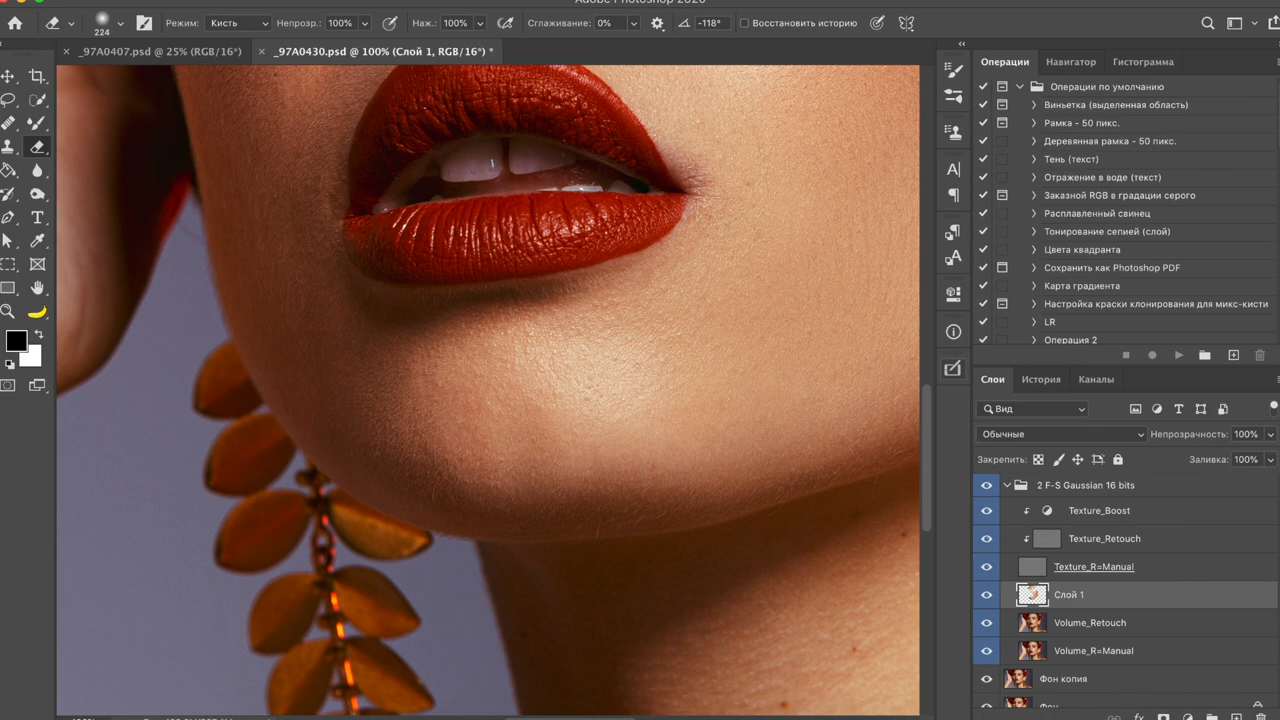 Adobe Photoshop 2020
224
Режим: Кисть
Непрозр.: 100%
Наж.: 100%
Сглаживание: 0%
-118°
Восстановить историю
_97A0407.psd @ 25% (RGB/16*)
_97A0430.psd @ 100% (Слой 1, RGB/16*) *
Операции Навигатор Гистограмма
Операции по умолчанию
Виньетка (выделенная область)
Рамка - 50 пикс.
Деревянная рамка - 50 пикс.
Тень (текст)
Отражение в воде (текст)
Заказной RGB в градации серого
Расплавленный свинец
Тонирование сепией (слой)
Цвета квадранта
Сохранить как Photoshop PDF
Карта градиента
Настройка краски клонирования для микс-кисти
LR
Операция 2
Слои История Каналы
Вид
Обычные Непрозрачность: 100%
Закрепить: Заливка: 100%
2 F-S Gaussian 16 bits
Texture_Boost
Texture_Retouch
Texture_R=Manual
Слой 1
Volume_Retouch
Volume_R=Manual
Фон копия